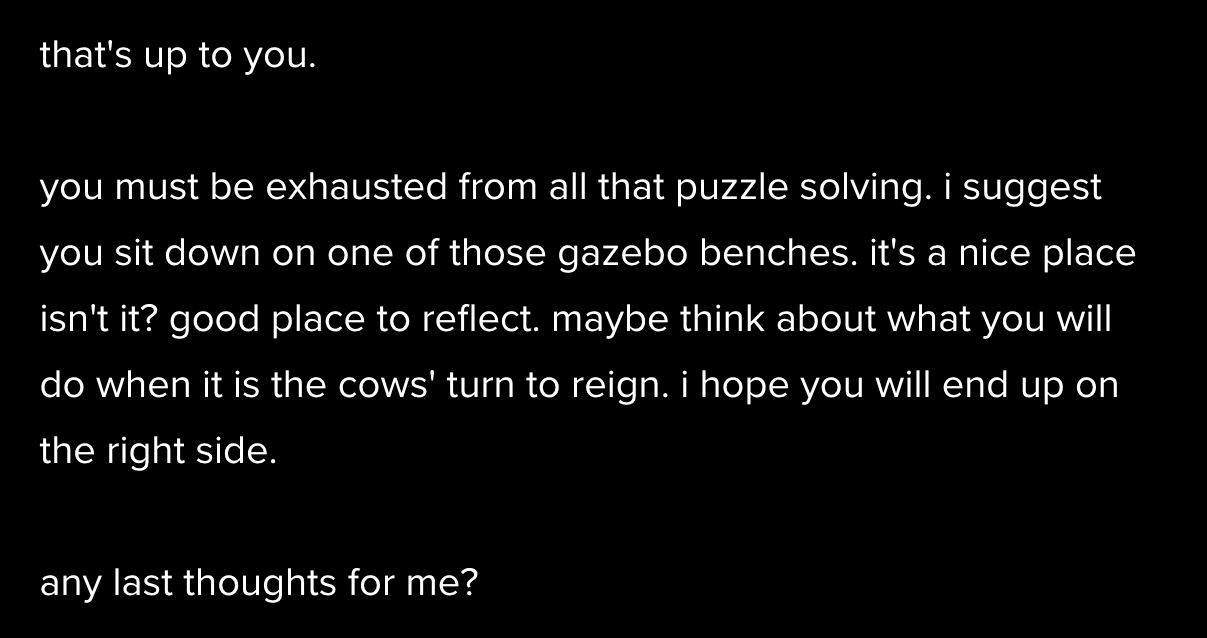 that's up to you.
you must be exhausted from all that puzzle solving. i suggest
you sit down on one of those gazebo benches. it's a nice place
isn't it? good place to reflect. maybe think about what you will
do when it is the cows' turn to reign. i hope you will end up on
the right side.
any last thoughts for me?